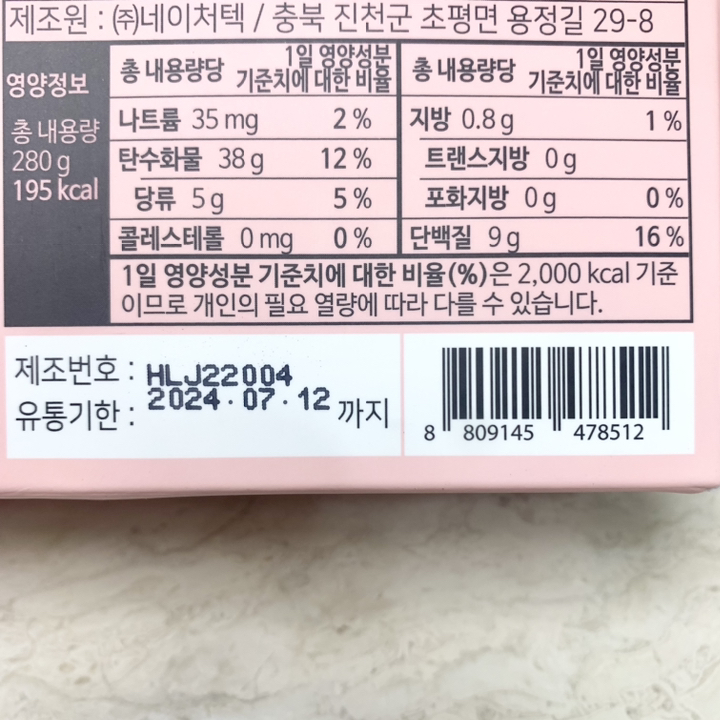 제조원 : ㈜네이처텍 / 충북 진천군 초평면 용정길 29-8
영양정보
총 내용량
280 g
195 kcal
총 내용량당 1일 영양성분 기준치에 대한 비율
나트륨 35 mg 2 %
탄수화물 38 g 12 %
당류 5 g 5 %
콜레스테롤 0 mg 0 %
총 내용량당 1일 영양성분 기준치에 대한 비율
지방 0.8 g 1 %
트랜스지방 0 g
포화지방 0 g 0 %
단백질 9 g 16 %
1일 영양성분 기준치에 대한 비율(%)은 2,000 kcal 기준
이므로 개인의 필요 열량에 따라 다를 수 있습니다.
제조번호 : HLJ22004
유통기한 : 2024.07.12 까지
8 809145 478512